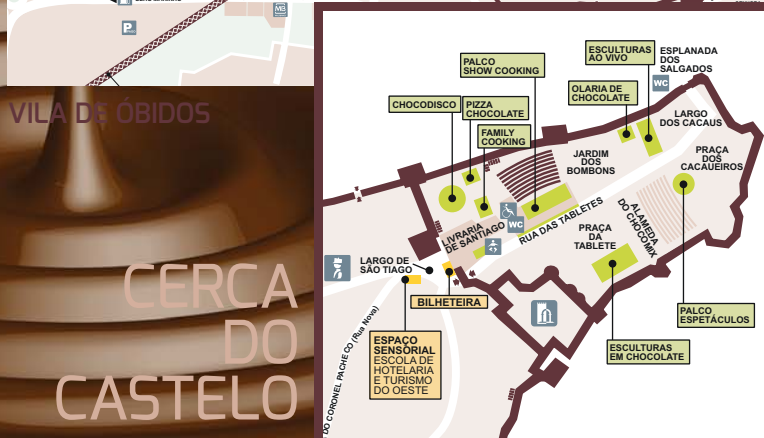 P
MB
VILA DE ÓBIDOS
CERCA
DO
CASTELO
PALCO
SHOW COOKING
ESCULTURAS
AO VIVO
ESPLANADA
DOS
SALGADOS
WC
OLARIA DE
CHOCOLATE
CHOCODISCO
PIZZA
CHOCOLATE
FAMILY
COOKING
LARGO
DOS CACAUS
JARDIM
DOS
BOMBONS
PRAÇA
DOS
CACAUEIROS
LIVRARIA
DE SANTIAGO
WC
RUA DAS TABLETES
ALAMEDA
DO CHOCOMIX
PRAÇA
DA
TABLETE
LARGO DE
SÃO TIAGO
BILHETEIRA
ESPAÇO
SENSORIAL
ESCOLA DE
HOTELARIA
E TURISMO
DO OESTE
PALCO
ESPETÁCULOS
ESCULTURAS
EM CHOCOLATE
DO CORONEL PACHECO (Rua Nova)